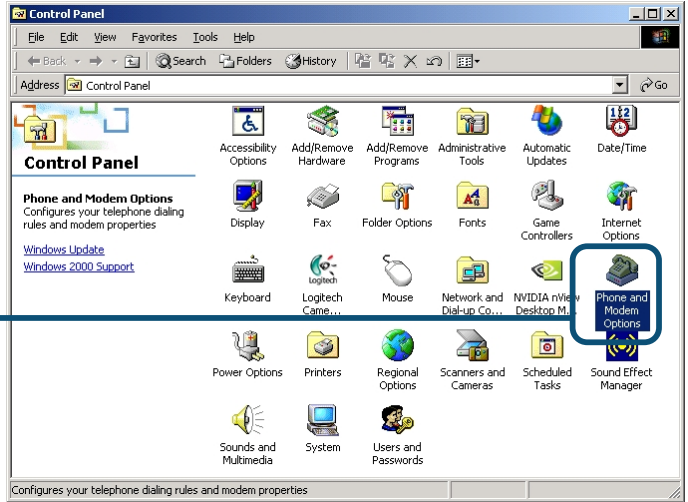 Control Panel
File Edit View Favorites Tools Help
Back Search Folders History
Address Control Panel Go
Control Panel
Phone and Modem Options
Configures your telephone dialing
rules and modem properties
Windows Update
Windows 2000 Support
Accessibility Options
Add/Remove Hardware
Add/Remove Programs
Administrative Tools
Automatic Updates
Date/Time
12
Display
Fax
Folder Options
Fonts
Game Controllers
Internet Options
Keyboard
Logitech
Logitech Came...
Mouse
Network and Dial-up Co...
NVIDIA nView Desktop M...
Phone and Modem Options
Power Options
Printers
Regional Options
Scanners and Cameras
Scheduled Tasks
Sound Effect Manager
Sounds and Multimedia
System
Users and Passwords
Configures your telephone dialing rules and modem properties